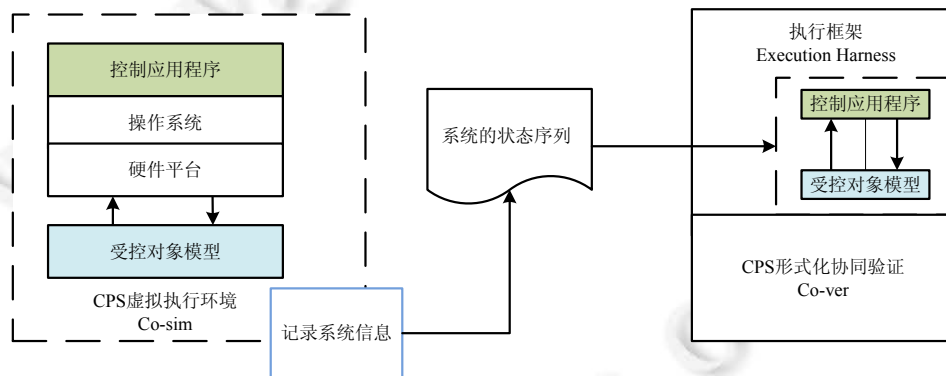 控制应用程序
操作系统
硬件平台
受控对象模型
CPS虚拟执行环境
Co-sim
记录系统信息
系统的状态序列
执行框架
Execution Harness
控制应用程序
受控对象模型
CPS形式化协同验证
Co-ver